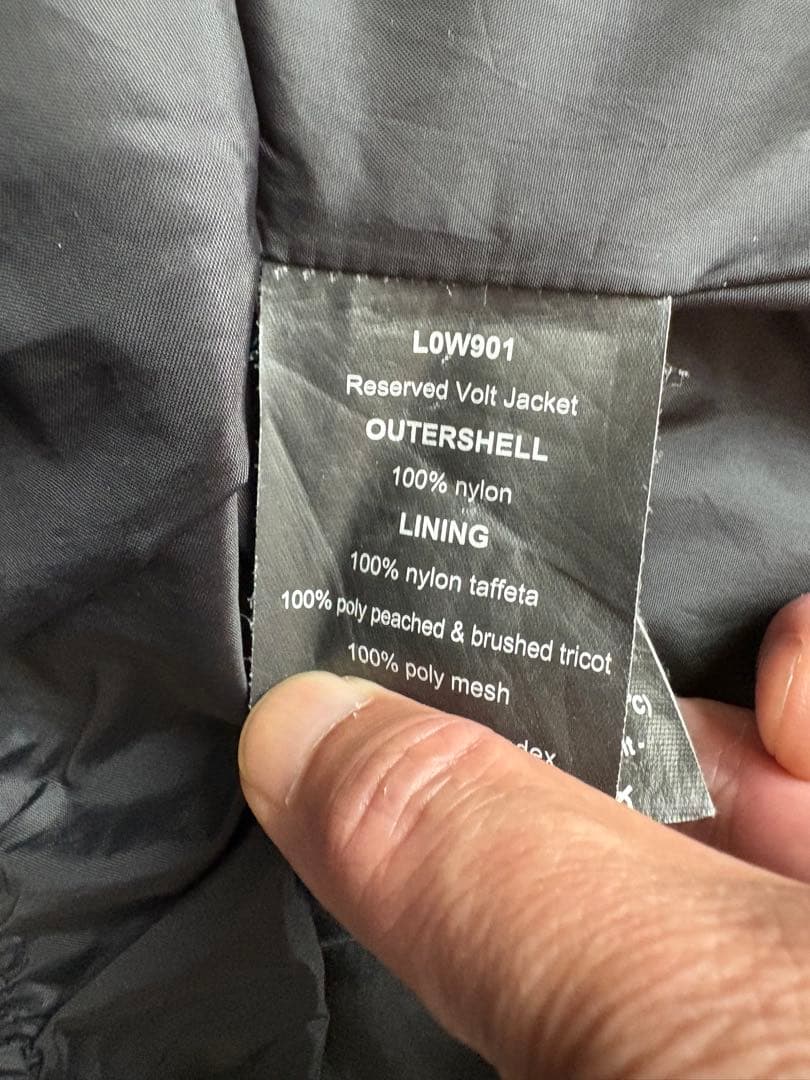 L0W901
Reserved Volt Jacket
OUTERSHELL
100% nylon
LINING
100% nylon taffeta
100% poly peached & brushed tricot
100% poly mesh